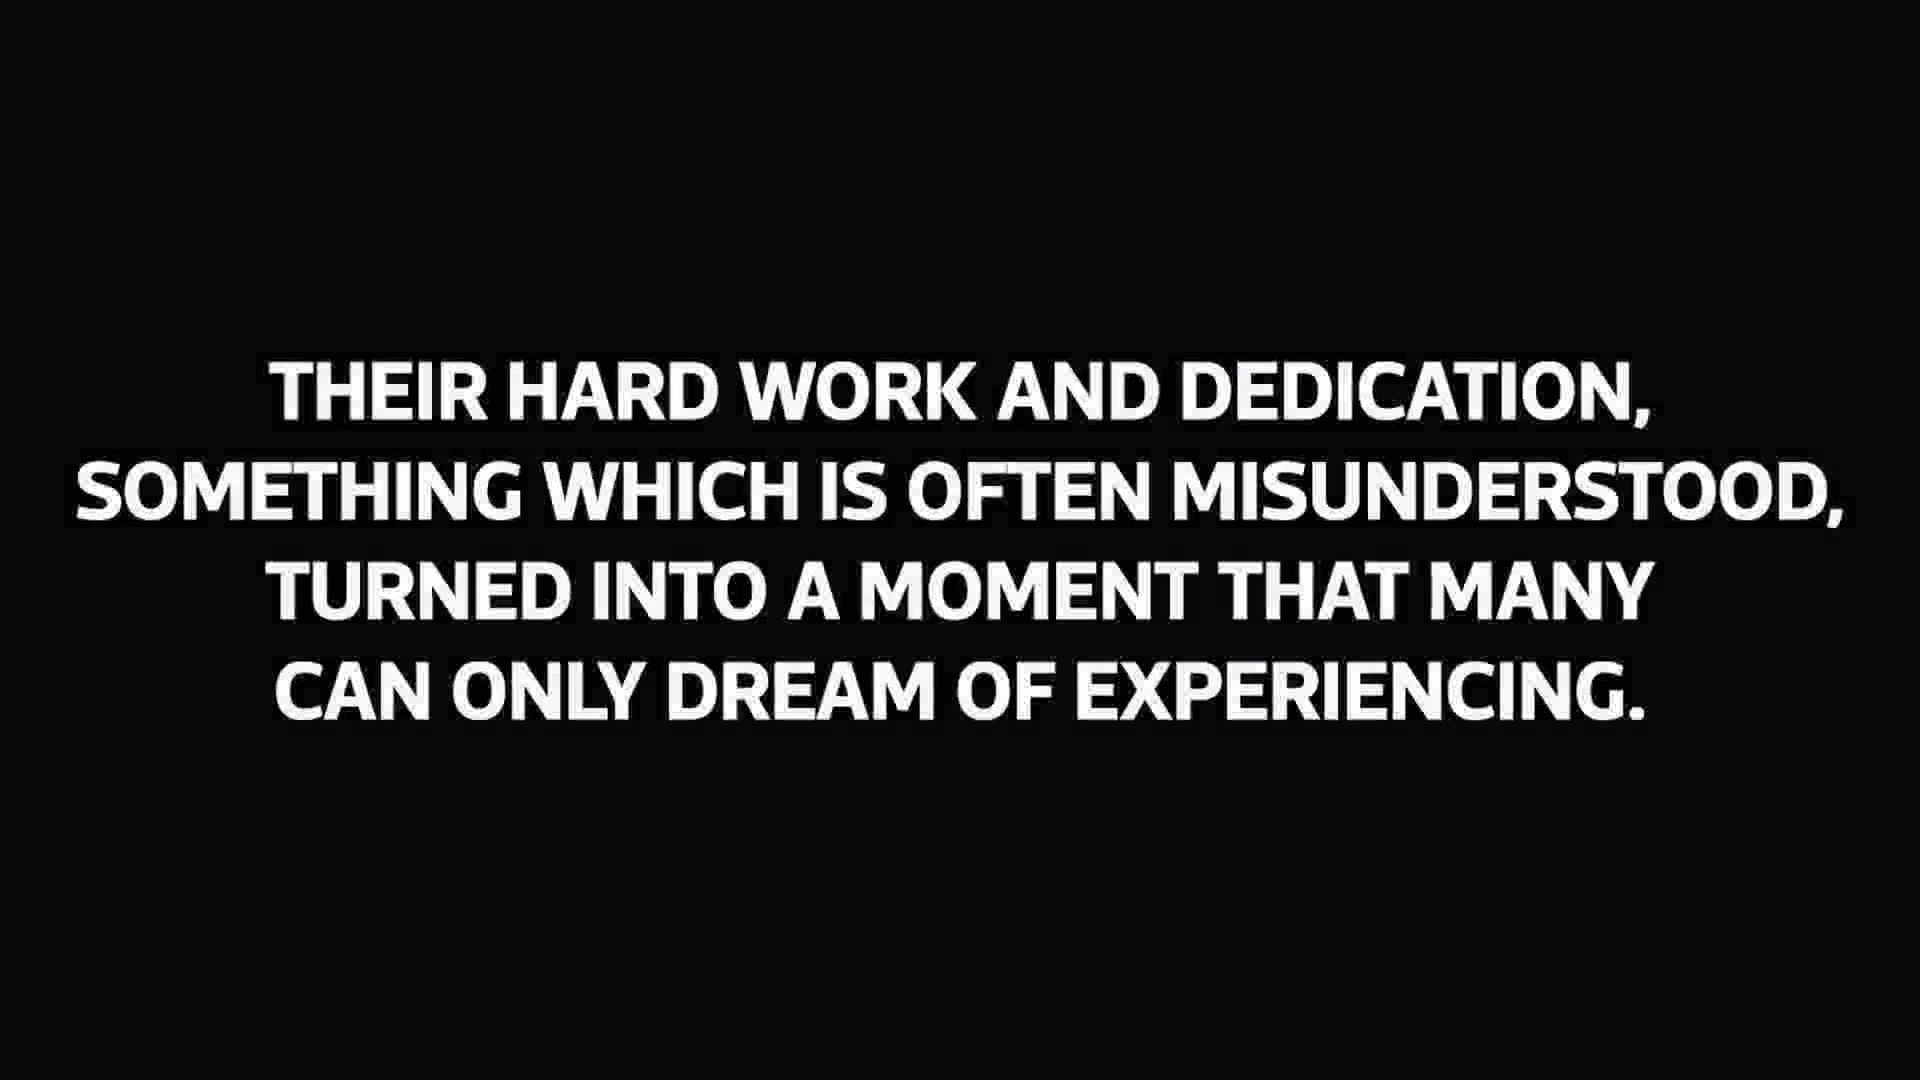 THEIR HARD WORK AND DEDICATION,
SOMETHING WHICH IS OFTEN MISUNDERSTOOD,
TURNED INTO A MOMENT THAT MANY
CAN ONLY DREAM OF EXPERIENCING.